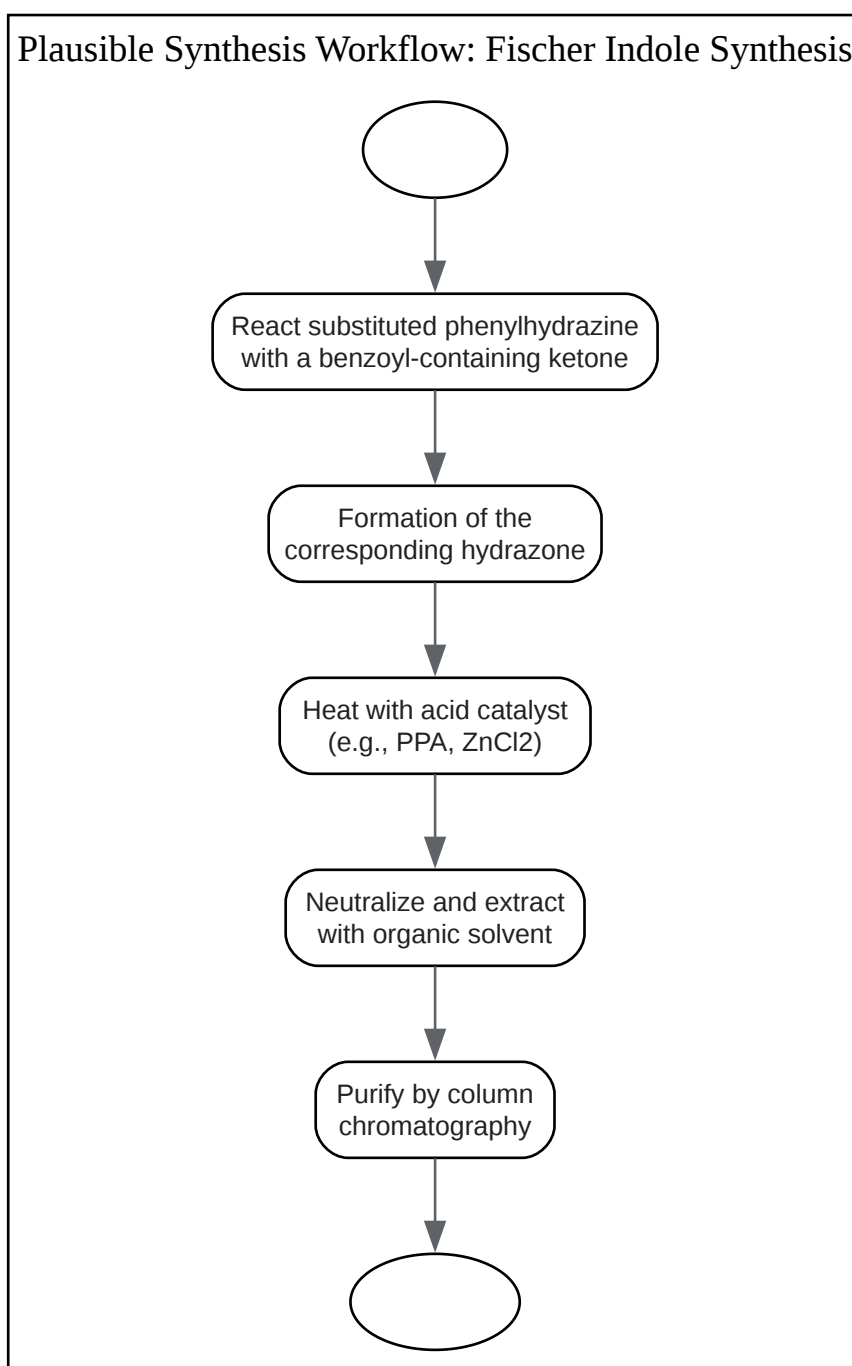 Plausible Synthesis Workflow: Fischer Indole Synthesis
React substituted phenylhydrazine
with a benzoyl-containing ketone
Formation of the
corresponding hydrazone
Heat with acid catalyst
(e.g., PPA, ZnCl2)
Neutralize and extract
with organic solvent
Purify by column
chromatography